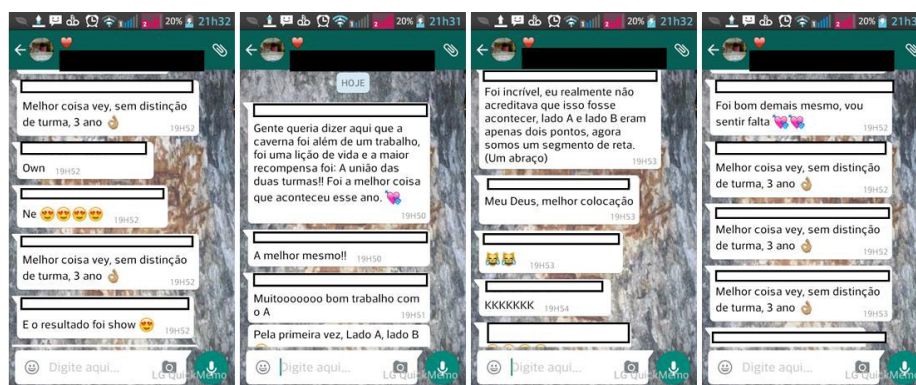 20% 21h32
Melhor coisa vey, sem distinção
de turma, 3 ano 👌🏽
19H52
Own 19H52
Ne 😍😍😍😍 19H52
Melhor coisa vey, sem distinção
de turma, 3 ano 👌🏽
19H52
E o resultado foi show 😍 19H52
Digite aqui...
LG QuickMemo
20% 21h31
HOJE
Gente queria dizer aqui que a
caverna foi além de um trabalho,
foi uma lição de vida e a maior
recompensa foi: A união das
duas turmas!! Foi a melhor coisa
que aconteceu esse ano. 💘
19H50
A melhor mesmo!! 19H50
Muitooooooo bom trabalho com
o A
19H51
Pela primeira vez, Lado A, lado B
Digite aqui...
LG QuickMemo
20% 21h32
Foi incrível, eu realmente não
acreditava que isso fosse
acontecer, lado A e lado B eram
apenas dois pontos, agora
somos um segmento de reta.
(Um abraço)
19H53
Meu Deus, melhor colocação
19H53
😹😹 19H53
KKKKKKK 19H54
Digite aqui...
LG QuickMemo
20% 21h3
Foi bom demais mesmo, vou
sentir falta 💘💘
19H52
Melhor coisa vey, sem distinção
de turma, 3 ano 👌🏽
19H52
Melhor coisa vey, sem distinção
de turma, 3 ano 👌🏽
19H52
Melhor coisa vey, sem distinção
de turma, 3 ano 👌🏽
19H53
Digite aqui...
LG QuickMemo